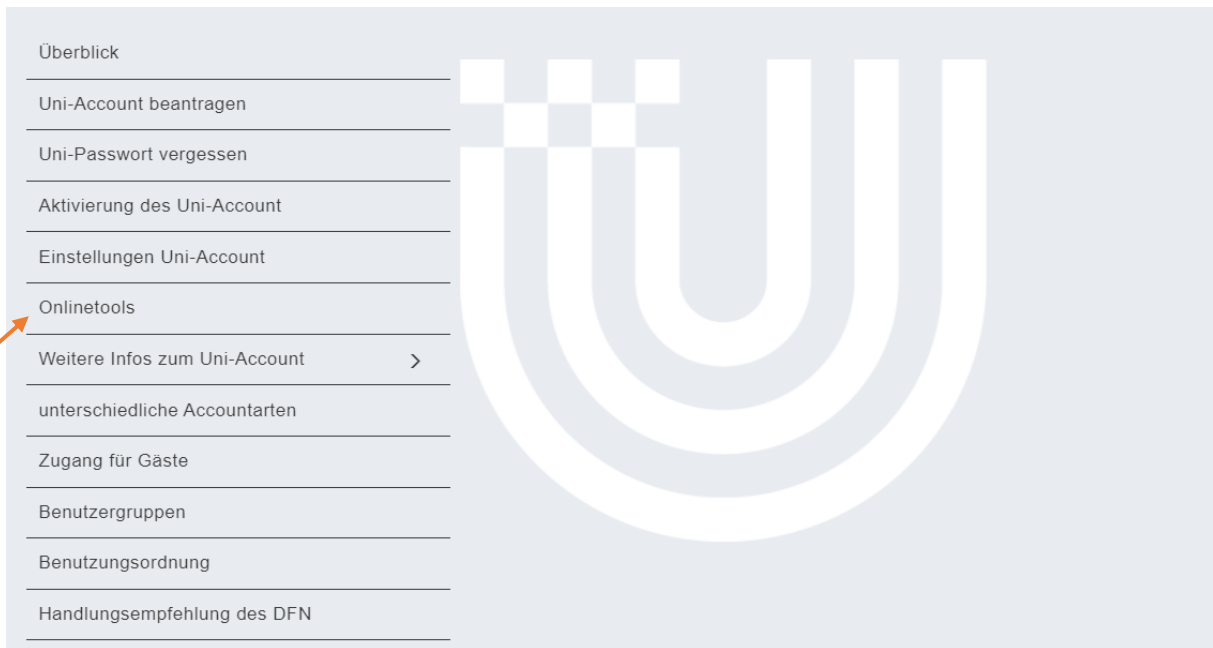 Überblick
Uni-Account beantragen
Uni-Passwort vergessen
Aktivierung des Uni-Account
Einstellungen Uni-Account
Onlinetools
Weitere Infos zum Uni-Account
unterschiedliche Accountarten
Zugang für Gäste
Benutzergruppen
Benutzungsordnung
Handlungsempfehlung des DFN